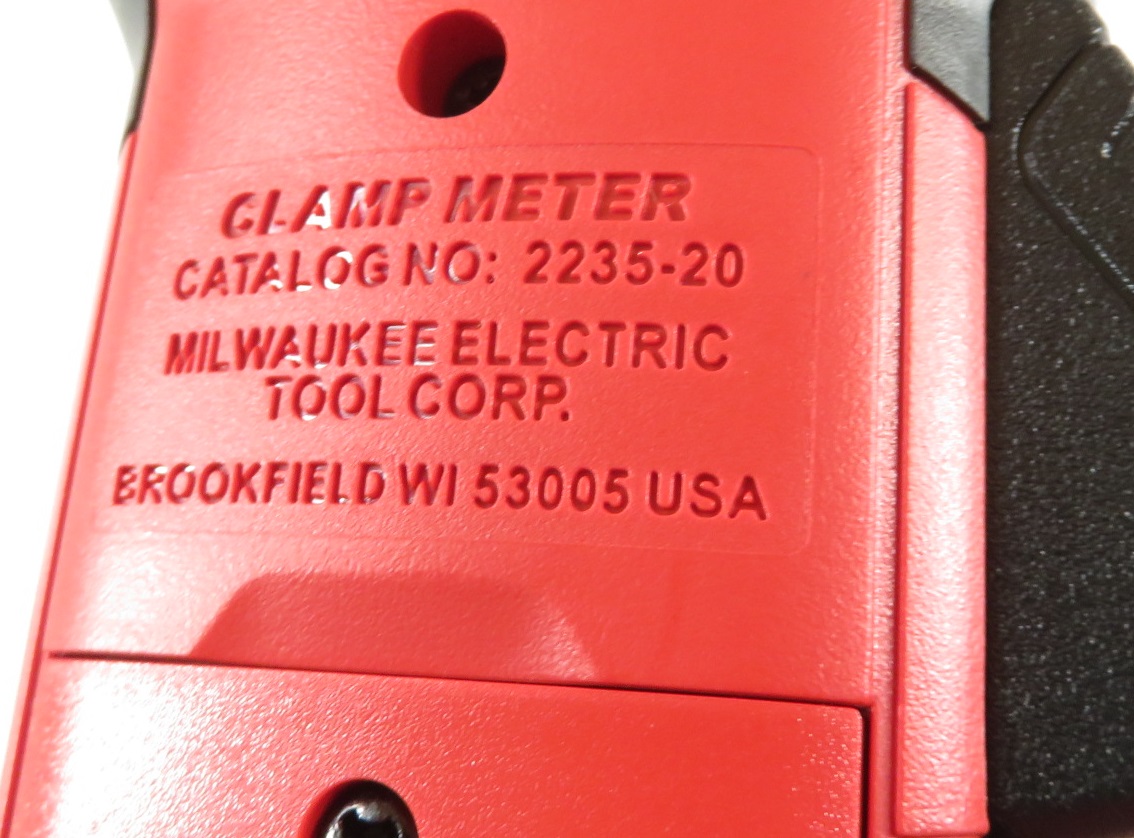 CLAMP METER
CATALOG NO: 2235-20
MILWAUKEE ELECTRIC
TOOL CORP.
BROOKFIELD WI 53005 USA